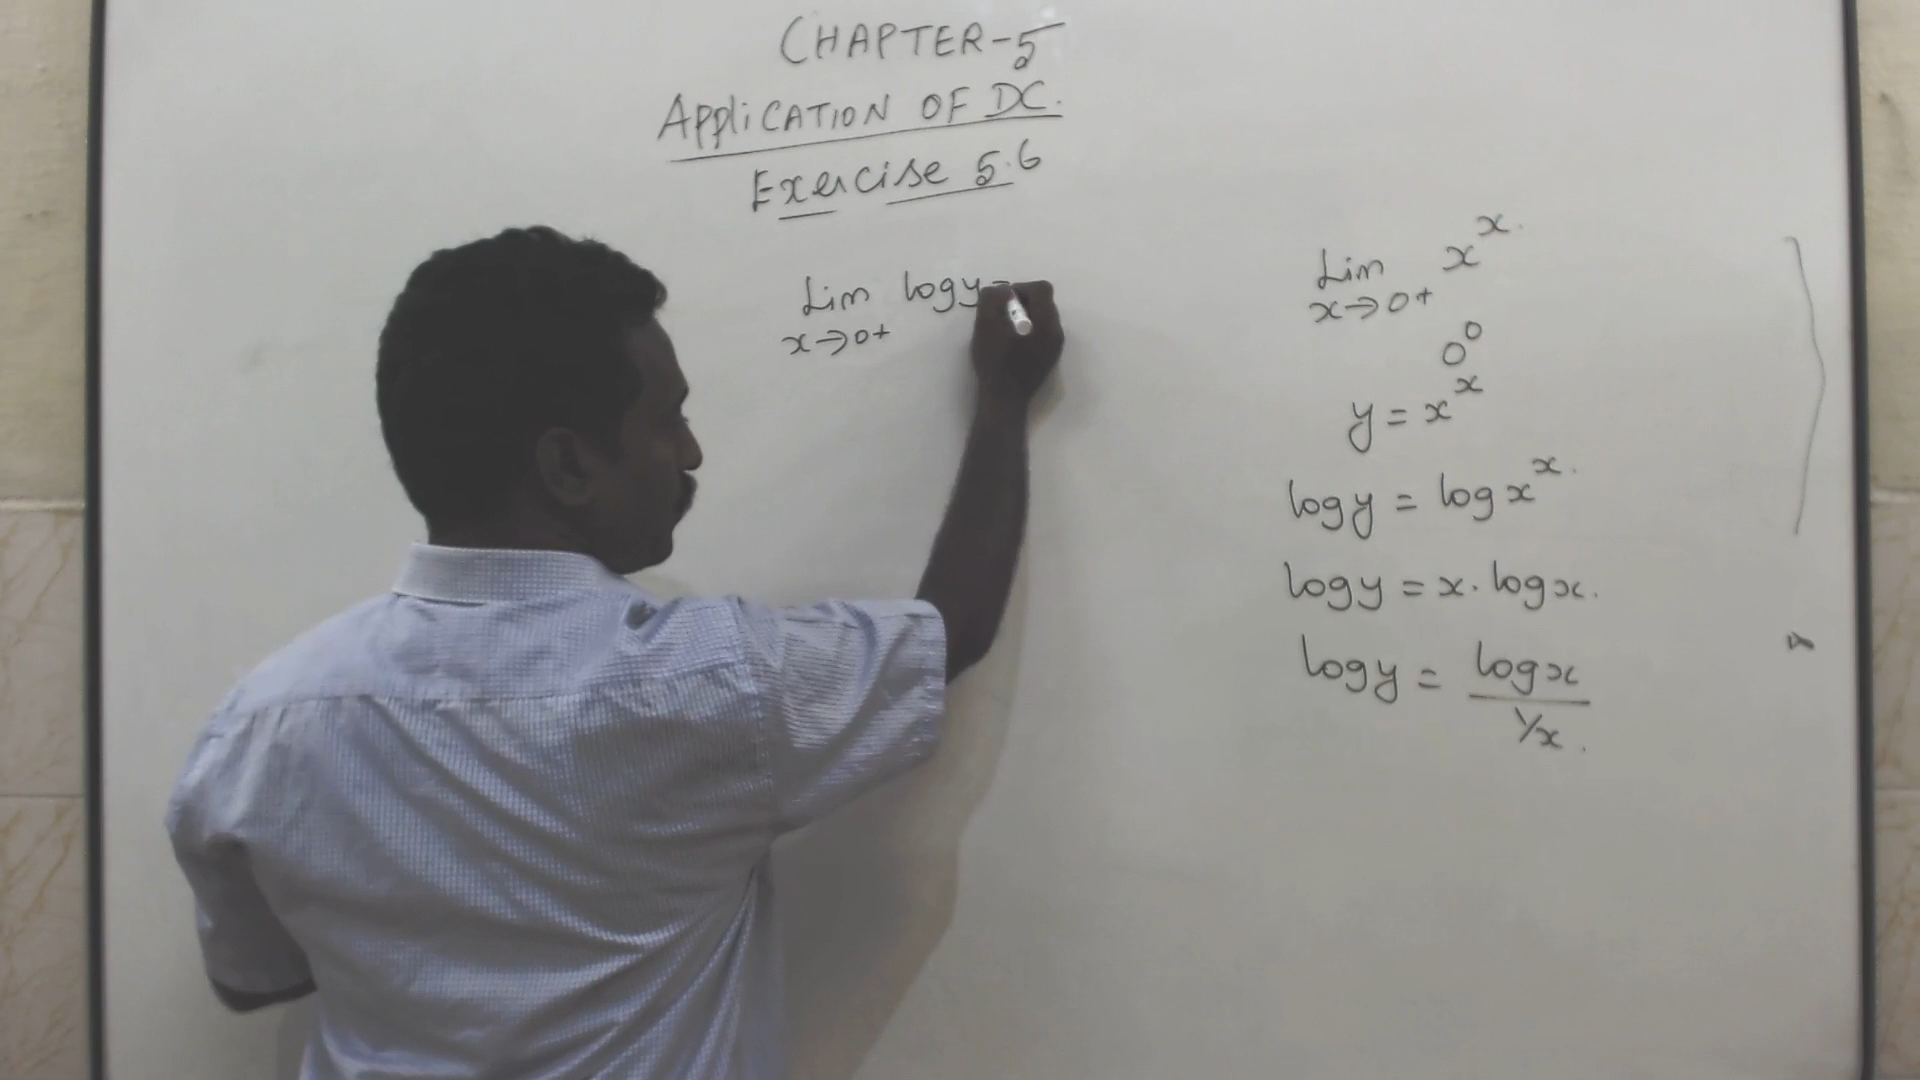 CHAPTER-5
APPliCATION OF DC.
Exercise 5.6
Lim log y =
x→0+
Lim x^x.
x→0+
0^0
y = x^x
log y = log x^x.
log y = x. log x.
log y = log x / 1/x.